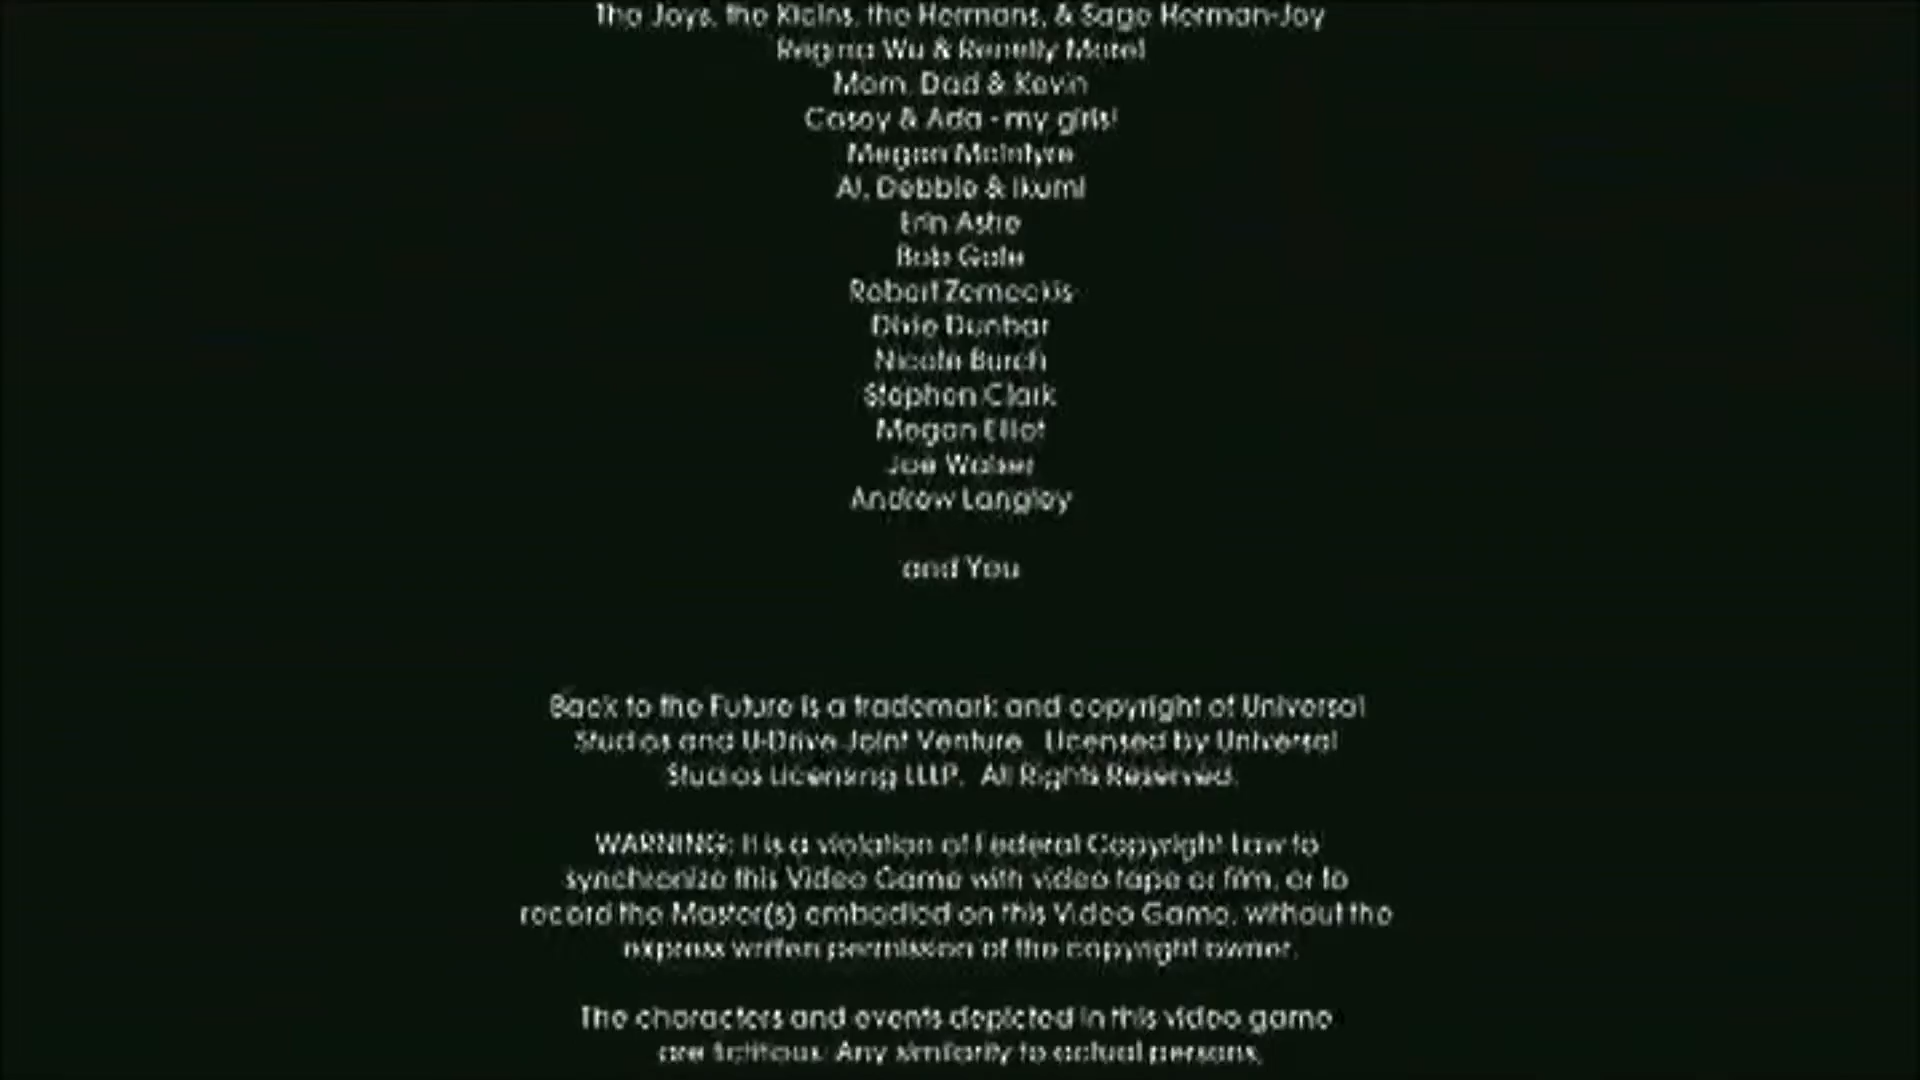 The Joys, the Kleins, the Hermans, & Sage Herman-Joy
Regina Wu & Remelly
Mom, Dad & Kevin
Casey & Ada - my girls!
Megan McIntyre
Al, Debbie & Ikumi
Erin Ashe
Bob Gale
Robert Zemeckis
Dixie Dunbar
Nicole Burch
Stephen Clark
Megan Elliot
Joe Walser
Andrew Langley
and You
Back to the Future is a trademark and copyright of Universal
Studios and U-Drive Joint Venture. Licensed by Universal
Studios Licensing LLLP. All Rights Reserved.
WARNING: It is a violation of Federal Copyright Law to
synchronize this Video Game with video tape or film, or to
record the Master(s) embodied on this Video Game, without the
express written permission of the copyright owner.
The characters and events depicted in this video game
are fictitious. Any similarity to actual persons,